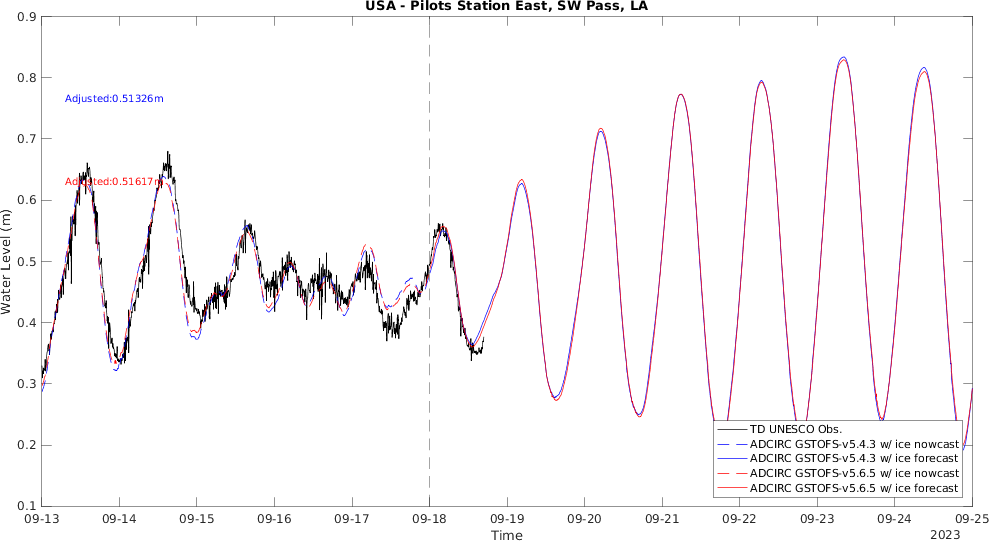 USA - Pilots Station East, SW Pass, LA
0.9
0.8
0.7
0.6
0.5
0.4
0.3
0.2
0.1
Water Level (m)
Adjusted:0.51326m
Adjusted:0.51617m
TD UNESCO Obs.
ADCIRC GSTOFS-v5.4.3 w/ ice nowcast
ADCIRC GSTOFS-v5.4.3 w/ ice forecast
ADCIRC GSTOFS-v5.6.5 w/ ice nowcast
ADCIRC GSTOFS-v5.6.5 w/ ice forecast
09-13 09-14 09-15 09-16 09-17 09-18 09-19 09-20 09-21 09-22 09-23 09-24 09-25
Time
2023